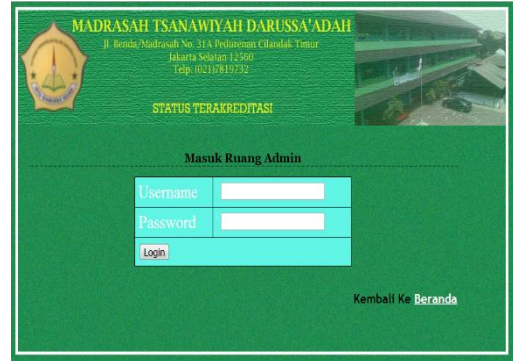 MADRASAH TSANAWIYAH DARUSSA'ADAH
Jl. Benda/Madrasah No. 31A Pedurenan Cilandak Timur
Jakarta Selatan 12560
Telp. (021)7819732
STATUS TERAKREDITASI
Masuk Ruang Admin
Username
Password
Login
Kembali Ke Beranda